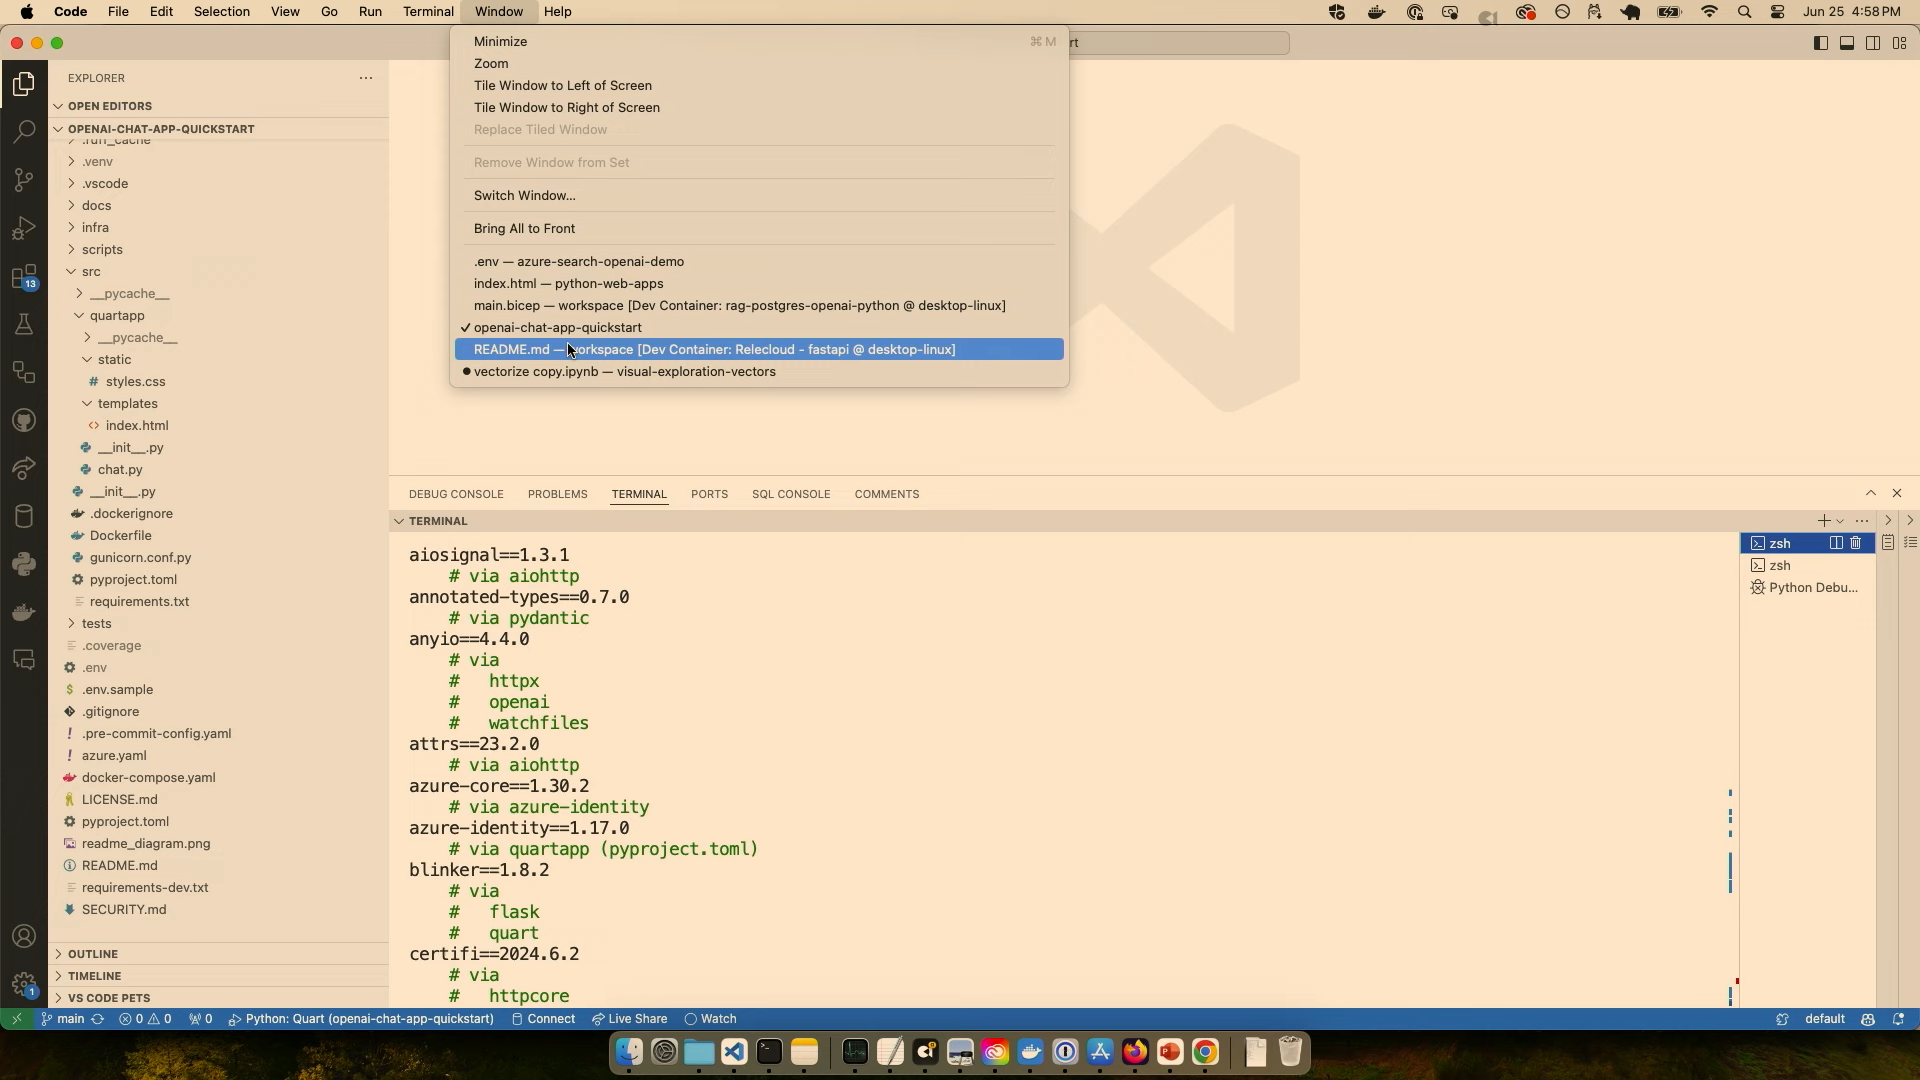 Code File Edit Selection View Go Run Terminal Window Help
Jun 25 4:58 PM
Minimize ⌘ M
Zoom
Tile Window to Left of Screen
Tile Window to Right of Screen
Replace Tiled Window
Remove Window from Set
Switch Window...
Bring All to Front
.env — azure-search-openai-demo
index.html — python-web-apps
main.bicep — workspace [Dev Container: rag-postgres-openai-python @ desktop-linux]
✓ openai-chat-app-quickstart
README.md — workspace [Dev Container: Relecloud - fastapi @ desktop-linux]
● vectorize copy.ipynb — visual-exploration-vectors
rt
EXPLORER
OPEN EDITORS
OPENAI-CHAT-APP-QUICKSTART
.ruff_cache
.venv
.vscode
docs
infra
scripts
src
__pycache__
quartapp
__pycache__
static
# styles.css
templates
<> index.html
__init__.py
chat.py
__init__.py
.dockerignore
Dockerfile
gunicorn.conf.py
pyproject.toml
requirements.txt
tests
.coverage
.env
$ .env.sample
.gitignore
! .pre-commit-config.yaml
! azure.yaml
docker-compose.yaml
LICENSE.md
pyproject.toml
readme_diagram.png
README.md
requirements-dev.txt
SECURITY.md
OUTLINE
TIMELINE
VS CODE PETS
13
1
DEBUG CONSOLE PROBLEMS TERMINAL PORTS SQL CONSOLE COMMENTS
TERMINAL
aiosignal==1.3.1
# via aiohttp
annotated-types==0.7.0
# via pydantic
anyio==4.4.0
# via
# httpx
# openai
# watchfiles
attrs==23.2.0
# via aiohttp
azure-core==1.30.2
# via azure-identity
azure-identity==1.17.0
# via quartapp (pyproject.toml)
blinker==1.8.2
# via
# flask
# quart
certifi==2024.6.2
# via
# httpcore
zsh
zsh
Python Debu...
main 0 0 0 Python: Quart (openai-chat-app-quickstart) Connect Live Share Watch default